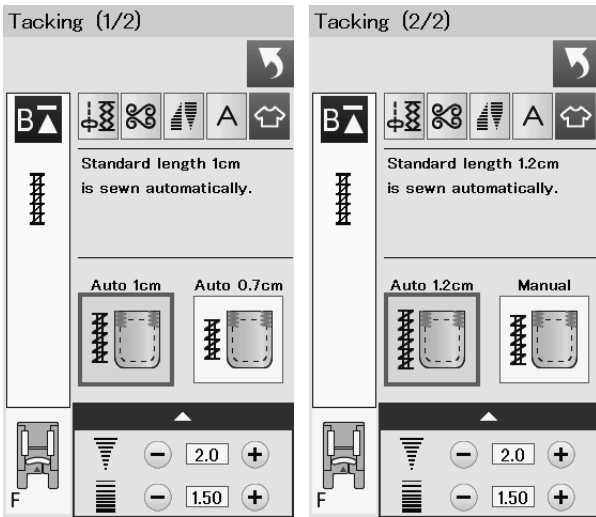 Tacking (1/2)
B
A
Standard length 1cm
is sewn automatically.
Auto 1cm Auto 0.7cm
2.0
1.50
F
Tacking (2/2)
B
A
Standard length 1.2cm
is sewn automatically.
Auto 1.2cm Manual
2.0
1.50
F